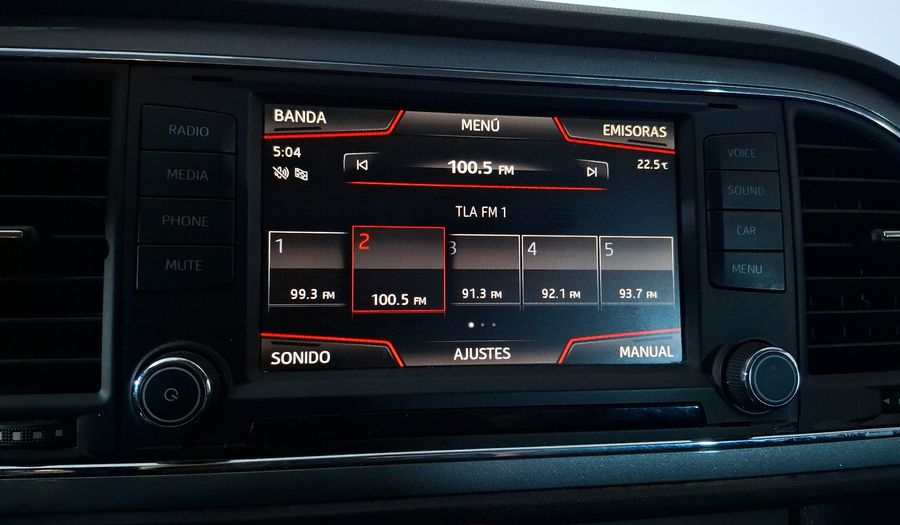 RADIO
MEDIA
PHONE
MUTE
BANDA
MENÚ
EMISORAS
5:04
100.5 FM
22.5°C
TLA FM 1
1
2
3
4
5
99.3 FM
100.5 FM
91.3 FM
92.1 FM
93.7 FM
SONIDO
AJUSTES
MANUAL
VOICE
SOUND
CAR
MENU